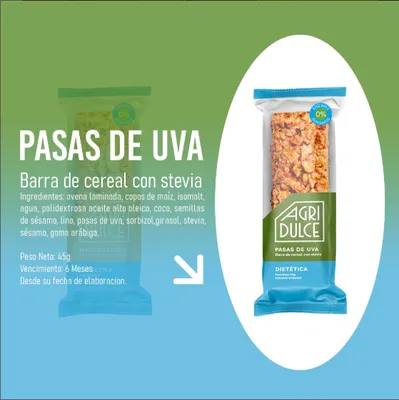 PASAS DE UVA
Barra de cereal con stevia
Ingredientes: avena laminada, copos de maíz, isomalt,
agua, polidextrosa aceite alto oleico, coco, semillas
de sésamo, lino, pasas de uva, sorbizol,girasol, stevia,
sésamo, goma arábiga.
Peso Neto: 45g
Vencimiento: 6 Meses
Desde su fecha de elaboracion.
0%
AGRI
DULCE
PASAS DE UVA
Barra de cereal con stevia
DIETÉTICA